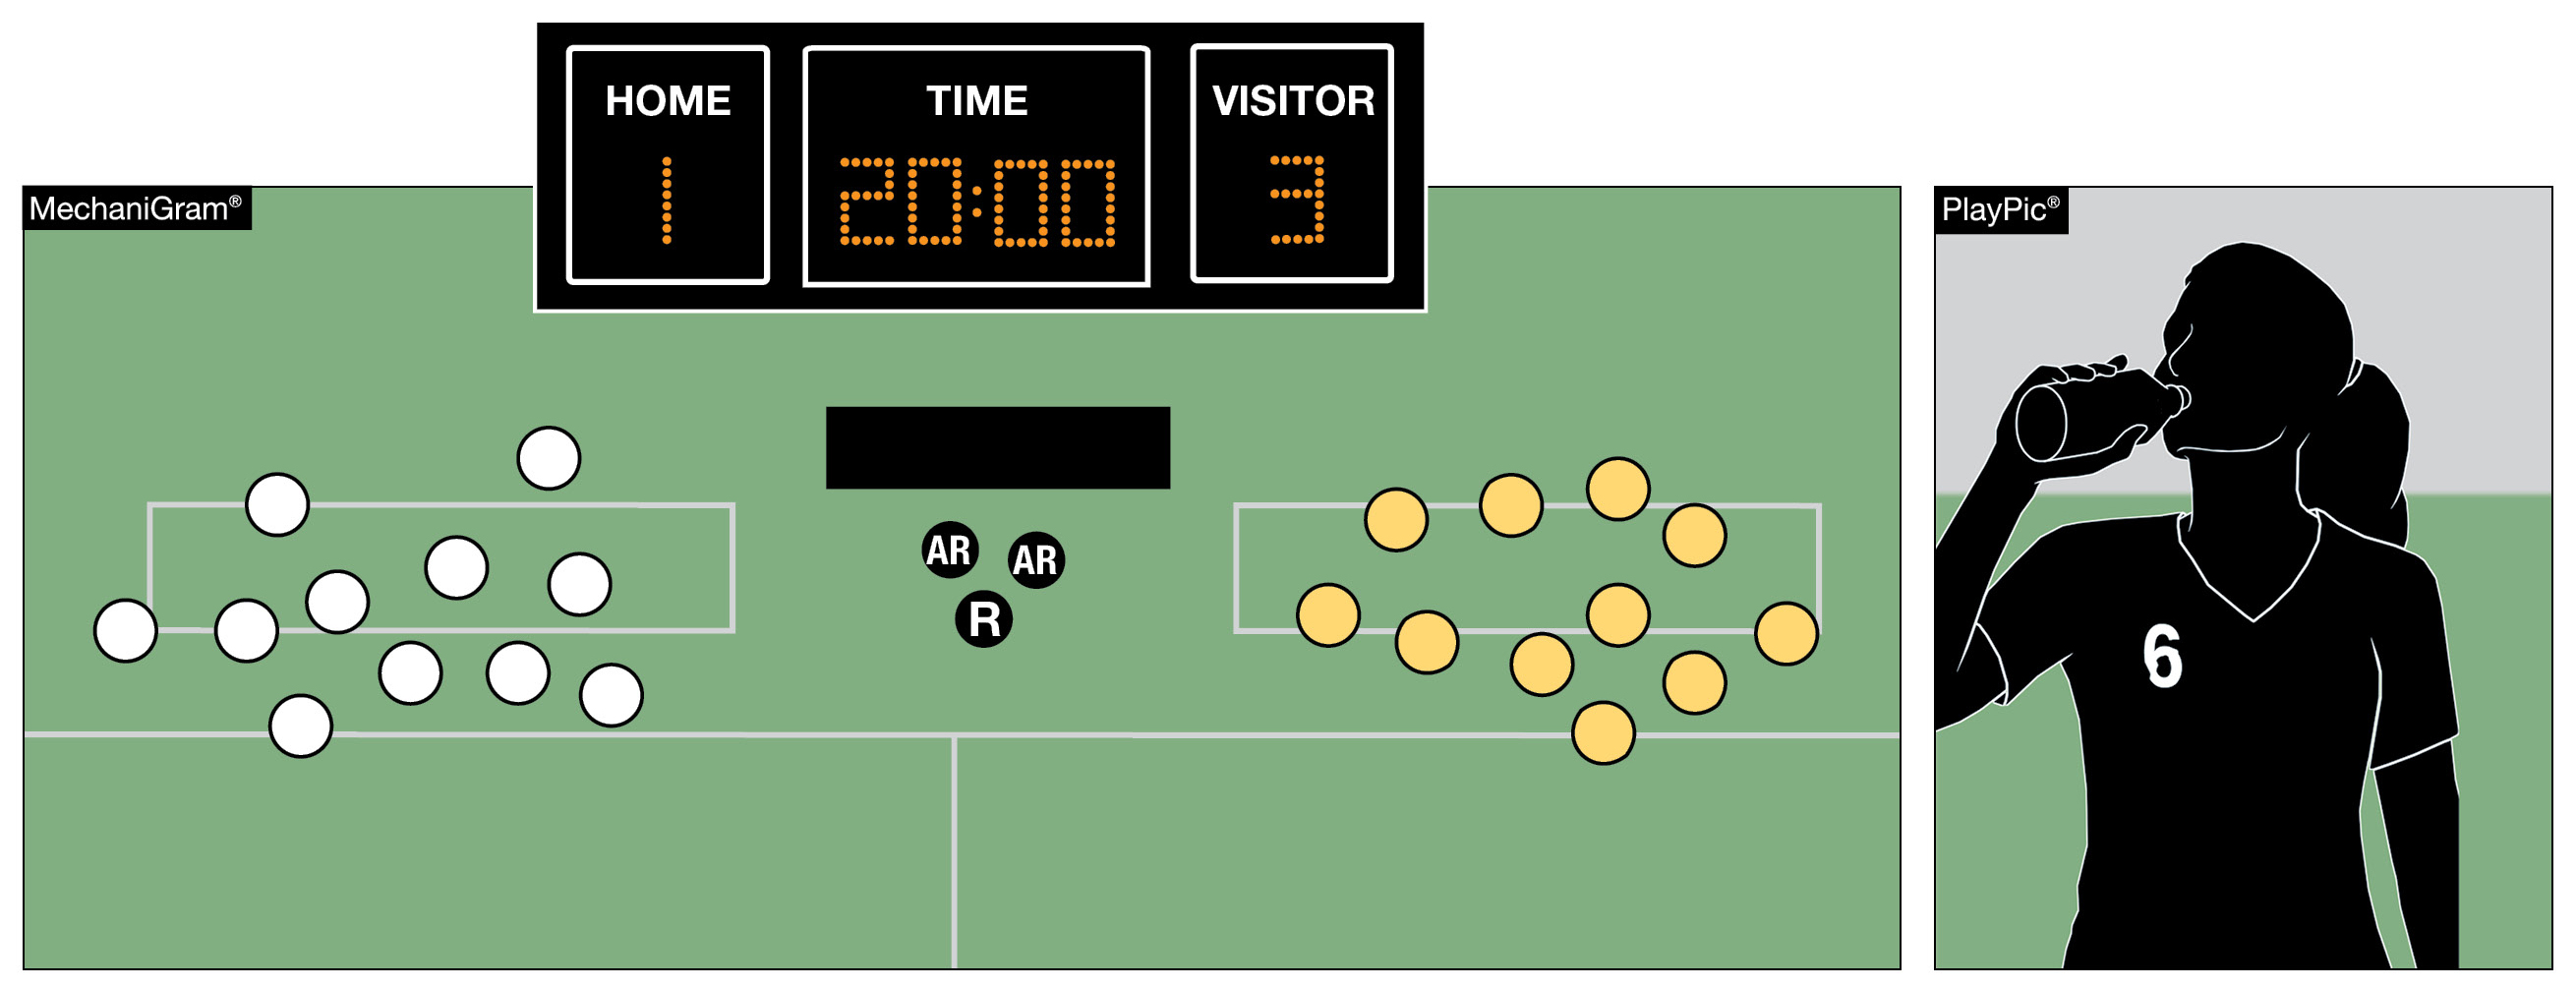 HOME
TIME
VISITOR
1
20:00
3
MechaniGram®
PlayPic®
AR
AR
R
6